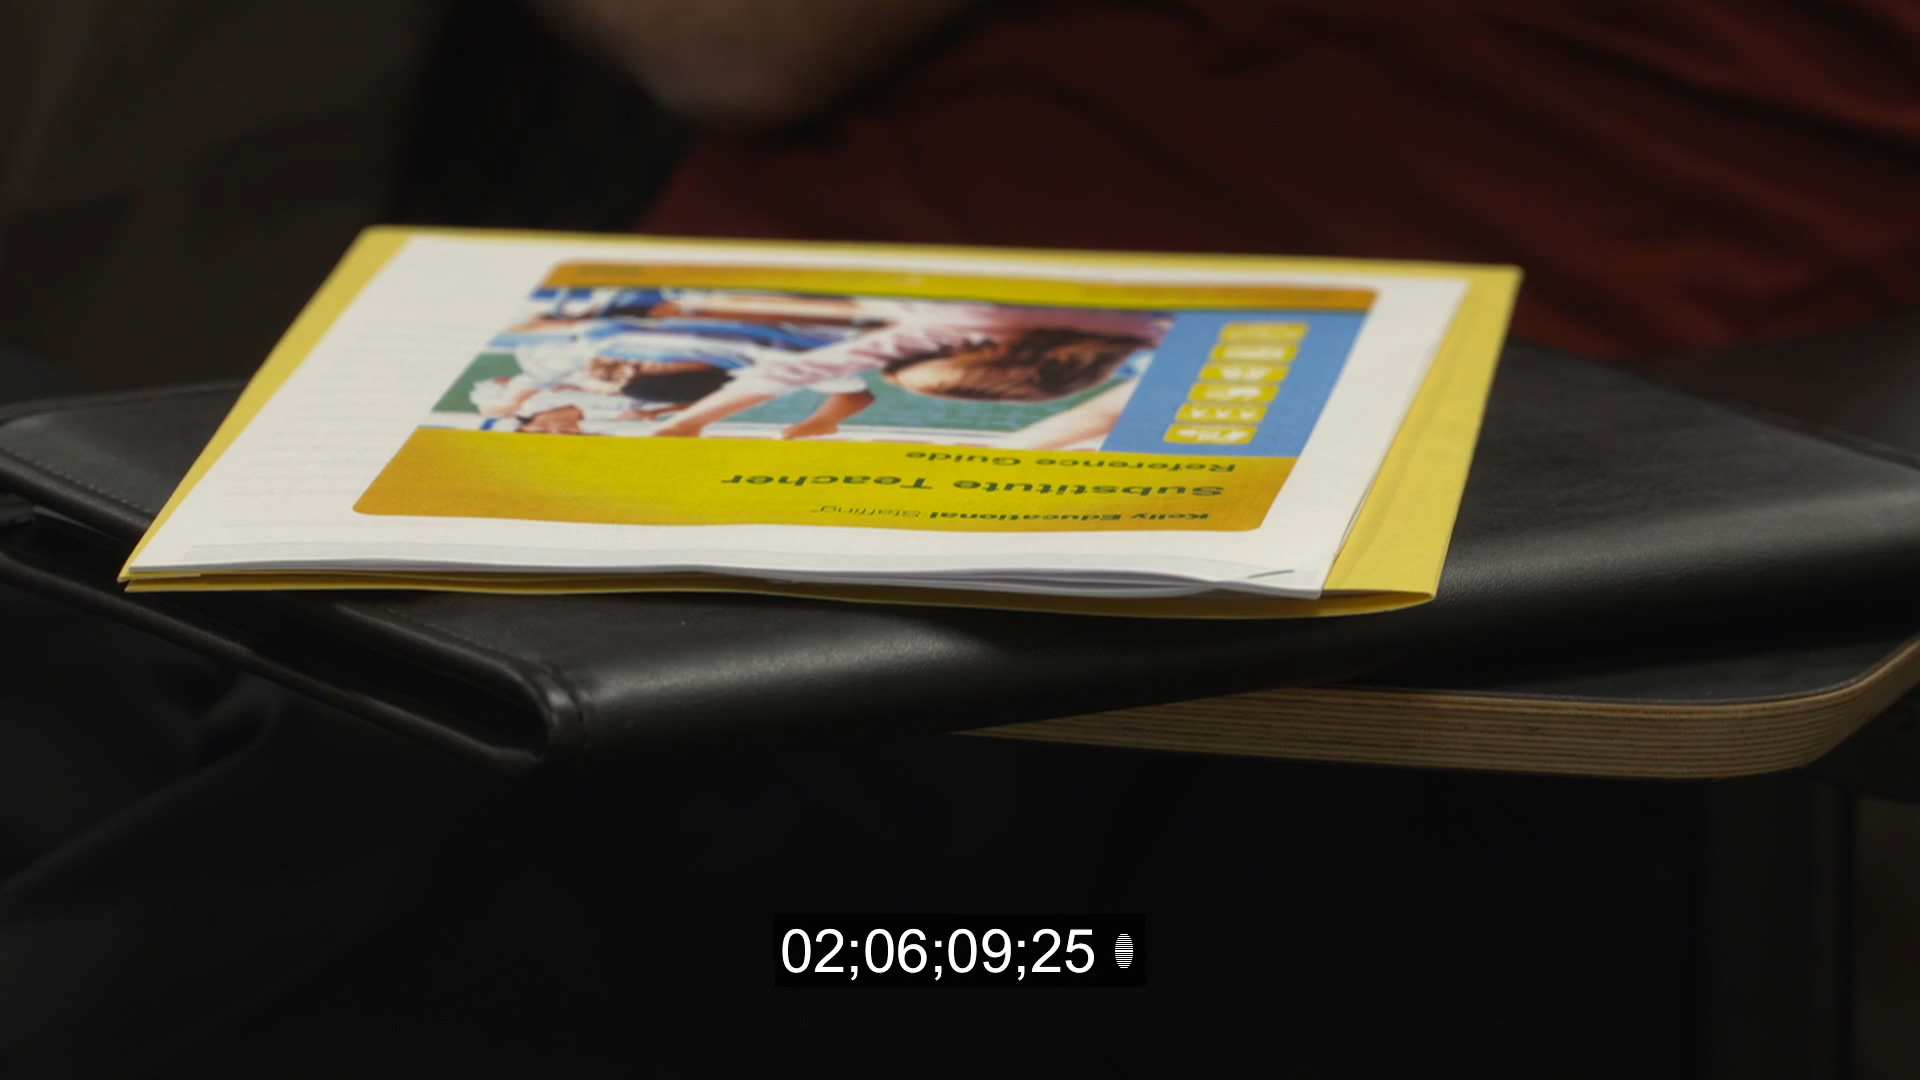 Kelly Educational Staffing
Substitute Teacher
Reference Guide
02;06;09;25